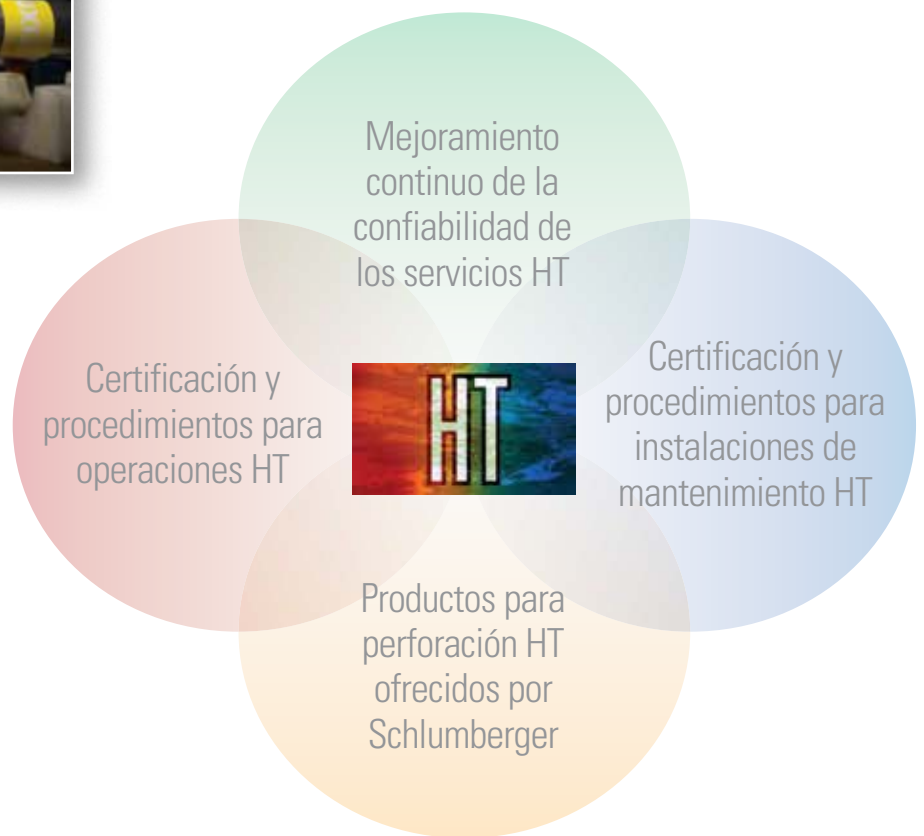 Mejoramiento
continuo de la
confiabilidad de
los servicios HT
Certificación y
procedimientos para
operaciones HT
HT
Certificación y
procedimientos para
instalaciones de
mantenimiento HT
Productos para
perforación HT
ofrecidos por
Schlumberger